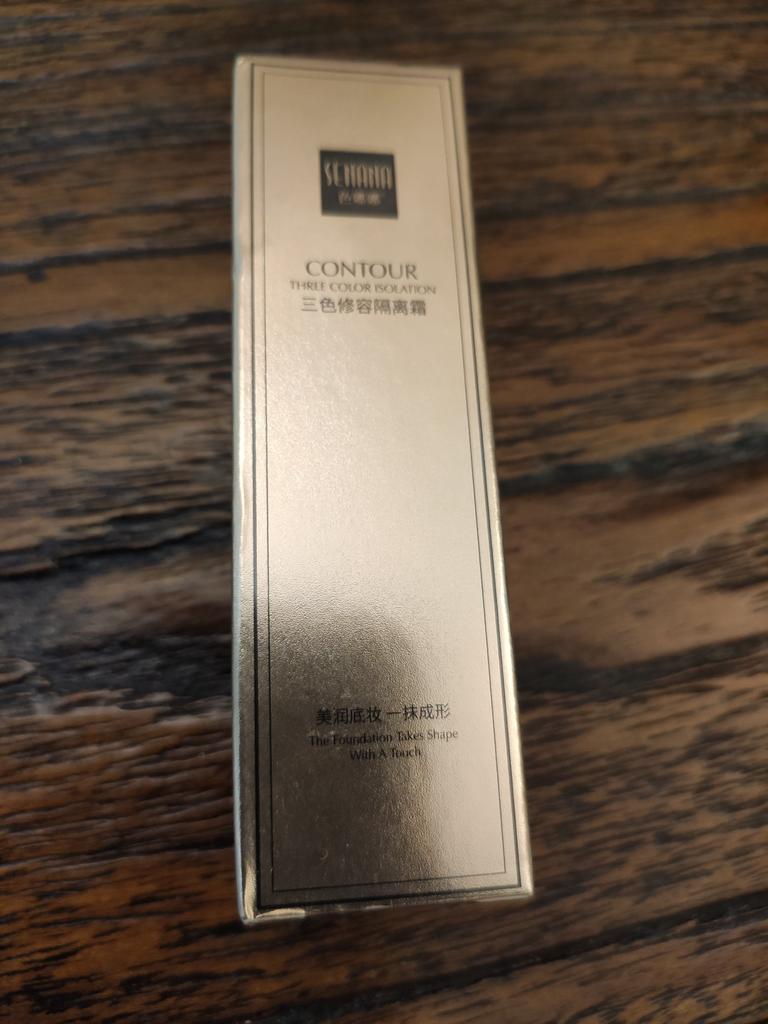 SENANA
CONTOUR
THREE COLOR ISOLATION
三色修容隔离霜
美润底妆 一抹成形
The Foundation Takes Shape
With A Touch